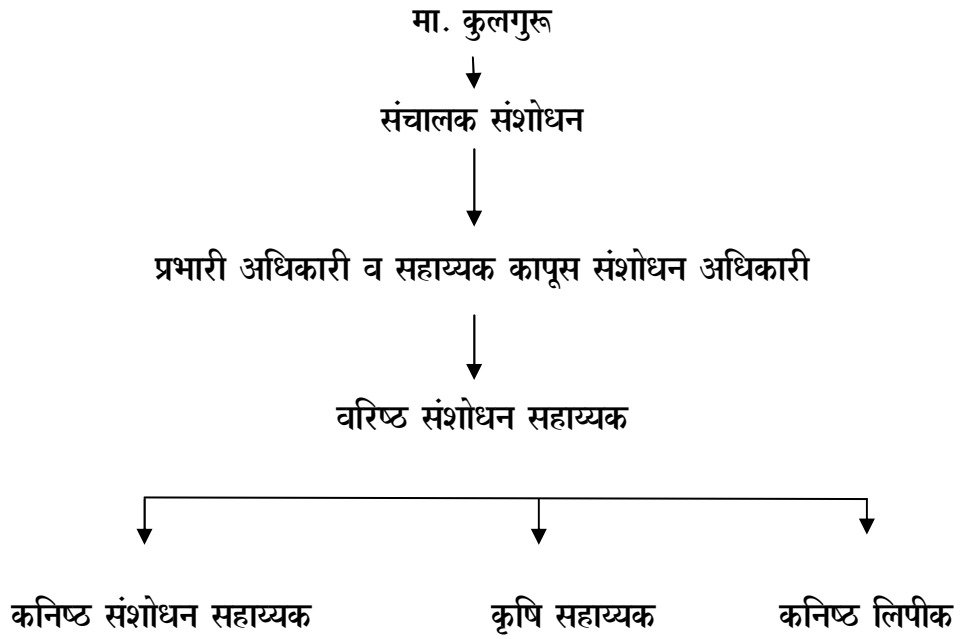 मा. कुलगुरू
संचालक संशोधन
प्रभारी अधिकारी व सहाय्यक कापूस संशोधन अधिकारी
वरिष्ठ संशोधन सहाय्यक
कनिष्ठ संशोधन सहाय्यक कृषि सहाय्यक कनिष्ठ लिपीक